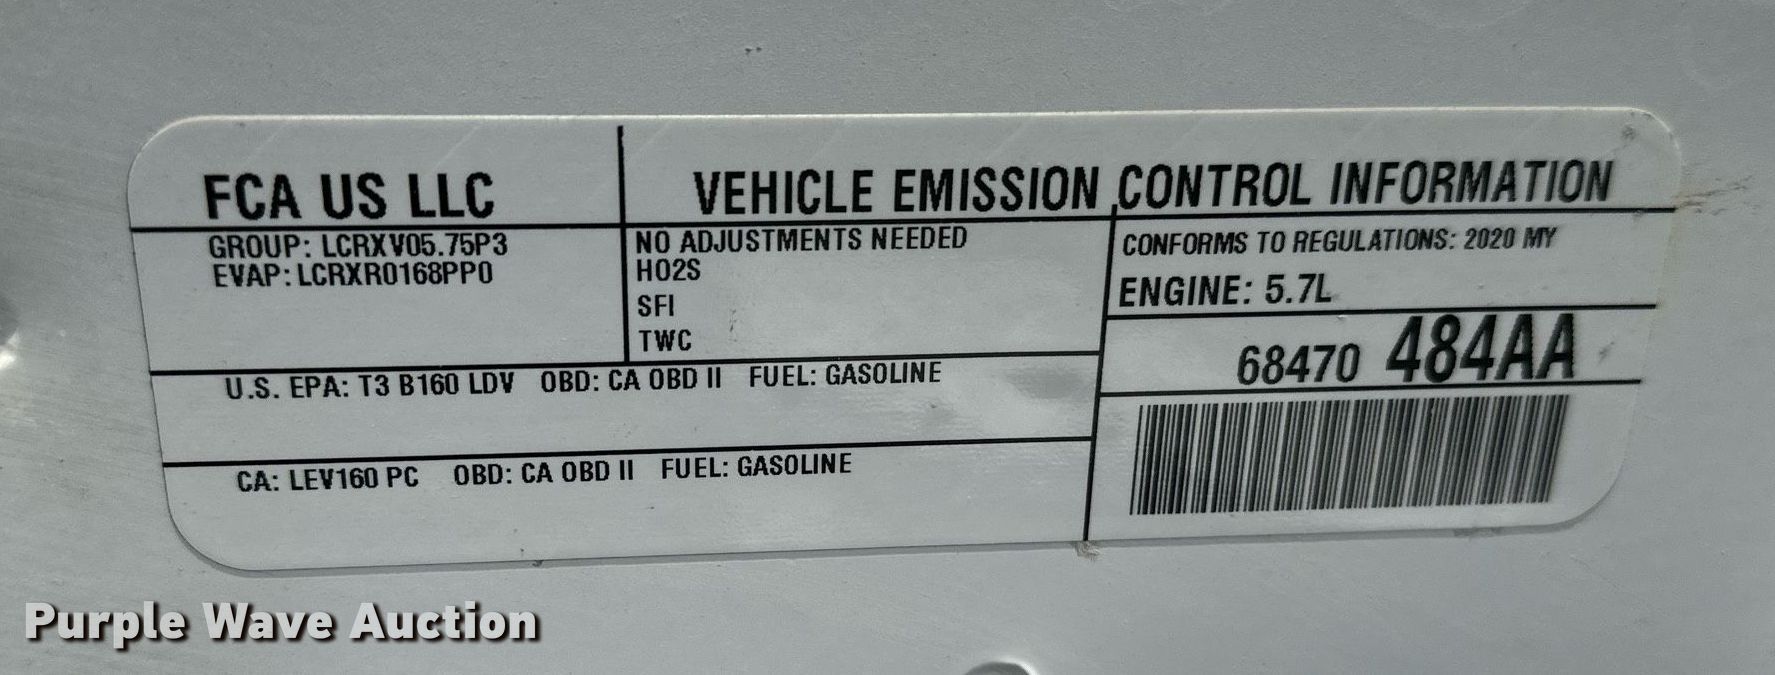 FCA US LLC
VEHICLE EMISSION CONTROL INFORMATION
GROUP: LCRXV05.75P3
EVAP: LCRXR0168PP0
NO ADJUSTMENTS NEEDED
HO2S
SFI
TWC
CONFORMS TO REGULATIONS: 2020 MY
ENGINE: 5.7L
68470 484AA
U.S. EPA: T3 B160 LDV OBD: CA OBD II FUEL: GASOLINE
CA: LEV160 PC OBD: CA OBD II FUEL: GASOLINE
Purple Wave Auction